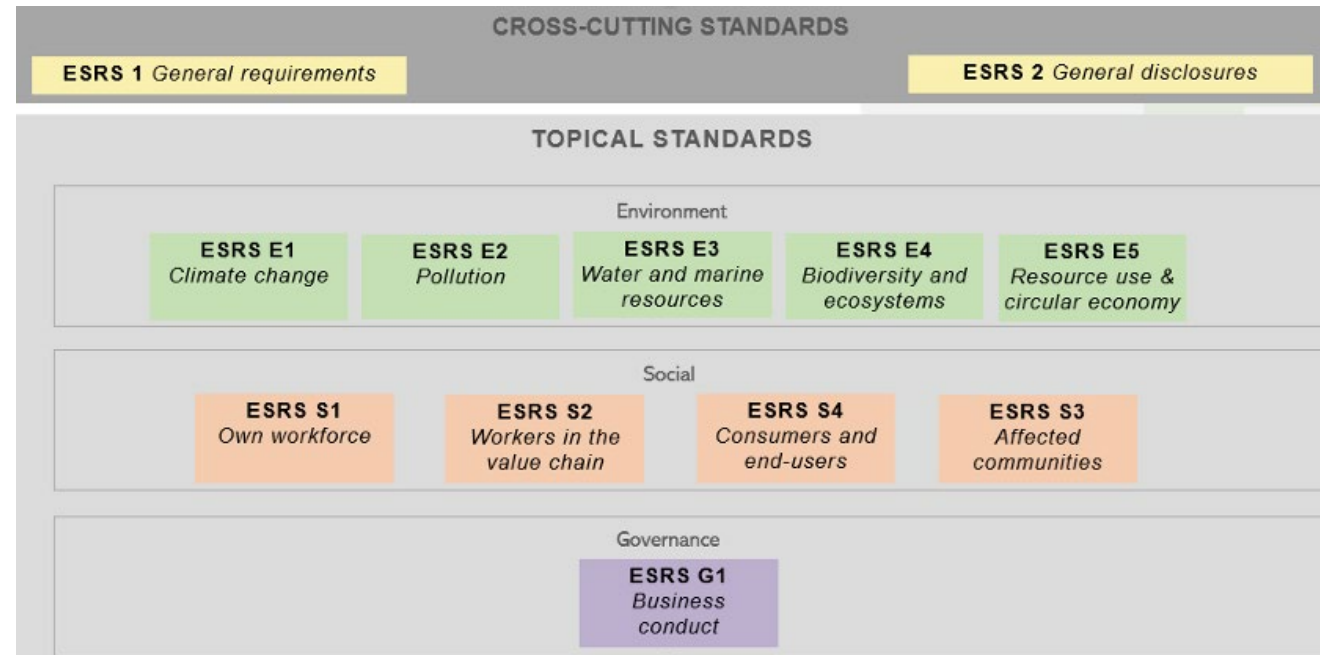 CROSS-CUTTING STANDARDS
ESRS 1 General requirements
ESRS 2 General disclosures
TOPICAL STANDARDS
Environment
ESRS E1
Climate change
ESRS E2
Pollution
ESRS E3
Water and marine
resources
ESRS E4
Biodiversity and
ecosystems
ESRS E5
Resource use &
circular economy
Social
ESRS S1
Own workforce
ESRS S2
Workers in the
value chain
ESRS S4
Consumers and
end-users
ESRS S3
Affected
communities
Governance
ESRS G1
Business
conduct